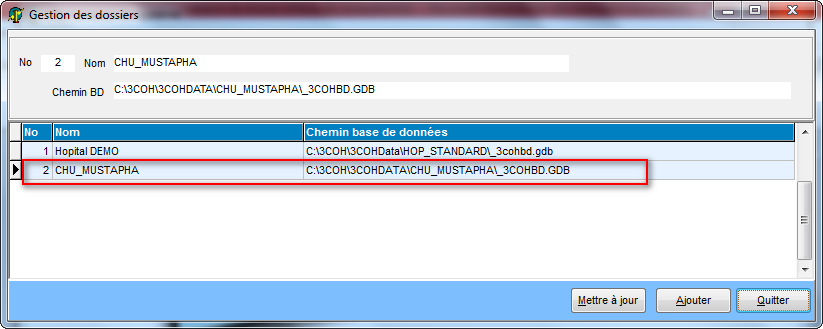 Gestion des dossiers
No 2 Nom CHU_MUSTAPHA
Chemin BD C:\3COH\3COHDATA\CHU_MUSTAPHA\_3COHBD.GDB
No Nom Chemin base de données
1 Hopital DEMO C:\3COH\3COHData\HOP_STANDARD\_3cohbd.gdb
2 CHU_MUSTAPHA C:\3COH\3COHDATA\CHU_MUSTAPHA\_3COHBD.GDB
Mettre à jour Ajouter Quitter